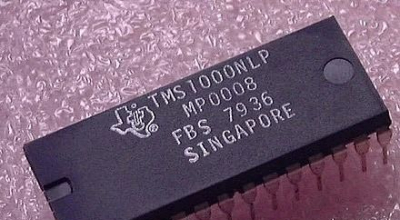 TMS1000NLP
MP0008
FBS 7936
SINGAPORE